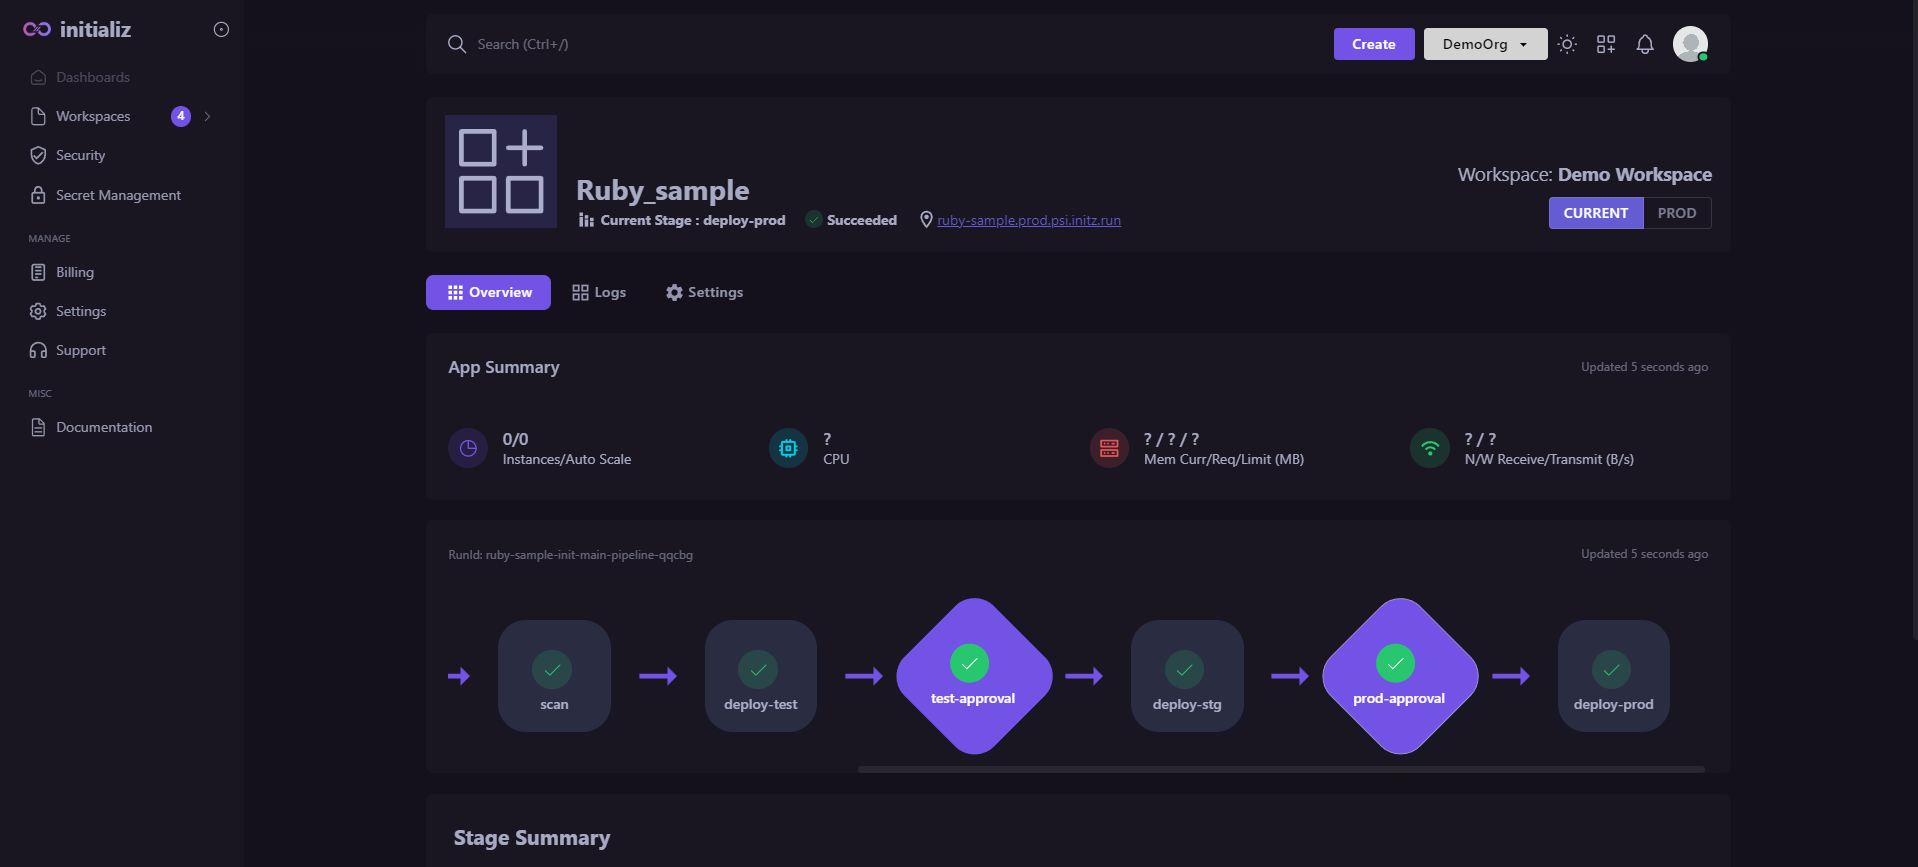 initializ
Dashboards
Workspaces 4
Security
Secret Management
MANAGE
Billing
Settings
Support
MISC
Documentation
Search (Ctrl+/)
Create
DemoOrg
Ruby_sample
Current Stage : deploy-prod Succeeded ruby-sample.prod.psi.initz.run
Workspace: Demo Workspace
CURRENT PROD
Overview Logs Settings
App Summary Updated 5 seconds ago
0/0
Instances/Auto Scale
?
CPU
? / ? / ?
Mem Curr/Req/Limit (MB)
? / ?
N/W Receive/Transmit (B/s)
RunId: ruby-sample-init-main-pipeline-qqcbg Updated 5 seconds ago
scan
deploy-test
test-approval
deploy-stg
prod-approval
deploy-prod
Stage Summary